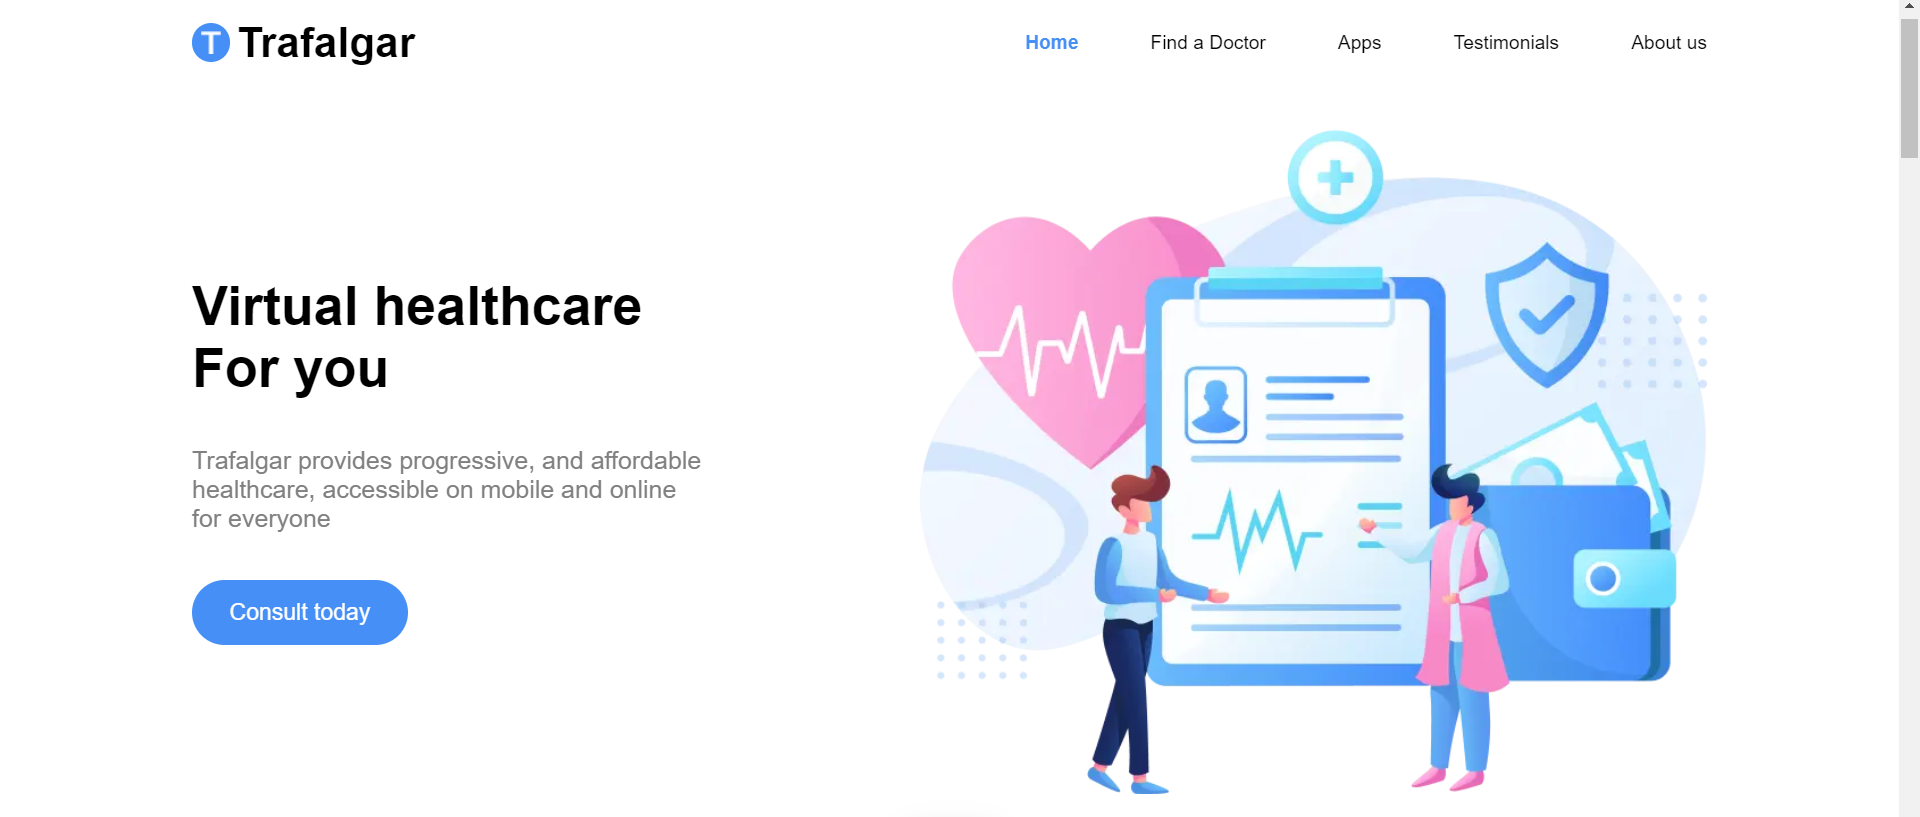 T Trafalgar
Home
Find a Doctor
Apps
Testimonials
About us
Virtual healthcare
For you
Trafalgar provides progressive, and affordable
healthcare, accessible on mobile and online
for everyone
Consult today